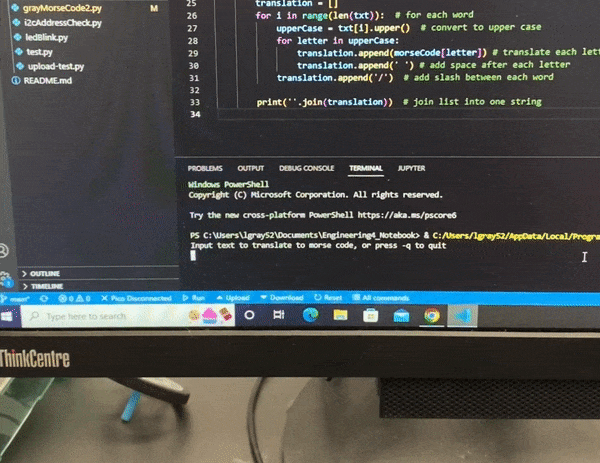 grayMorseCode2.py M
i2cAddressCheck.py
ledBlink.py
test.py
upload-test.py
README.md
OUTLINE
TIMELINE
25 translation = []
26 for i in range(len(txt)): # for each word
27 upperCase = txt[i].upper() # convert to upper case
28 for letter in upperCase:
29 translation.append(morseCode[letter]) # translate each lett
30 translation.append(' ') # add space after each letter
31 translation.append('/') # add slash between each word
32
33 print(''.join(translation)) # join list into one string
34
PROBLEMS OUTPUT DEBUG CONSOLE TERMINAL JUPYTER
Windows PowerShell
Copyright (C) Microsoft Corporation. All rights reserved.
Try the new cross-platform PowerShell https://aka.ms/pscore6
PS C:\Users\lgray52\Documents\Engineering4_Notebook> & C:/Users/lgray52/AppData/Local/Progra
Input text to translate to morse code, or press -q to quit
main* 0 0 Pico Disconnected Run Upload Download Reset All commands
Type here to search
ThinkCentre